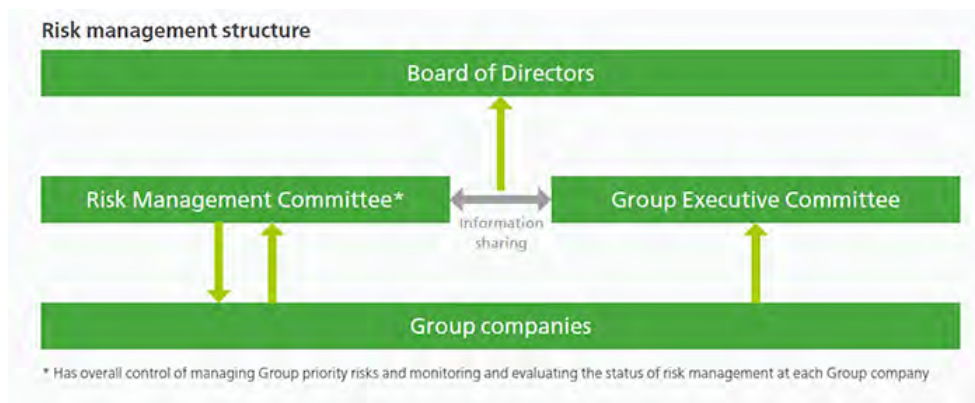 Risk management structure
Board of Directors
Risk Management Committee*
Group Executive Committee
Information
sharing
Group companies
* Has overall control of managing Group priority risks and monitoring and evaluating the status of risk management at each Group company